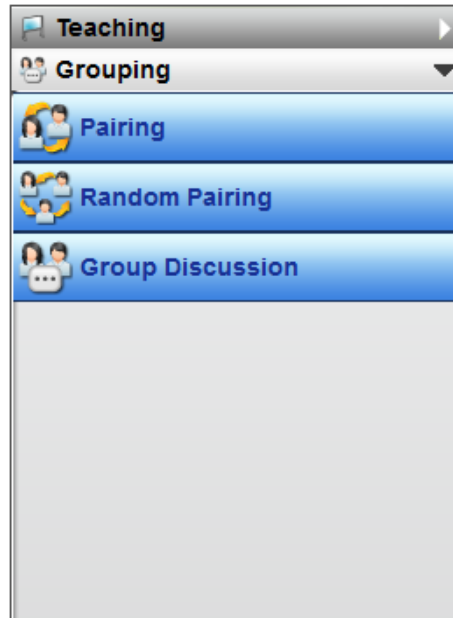 Teaching
Grouping
Pairing
Random Pairing
Group Discussion